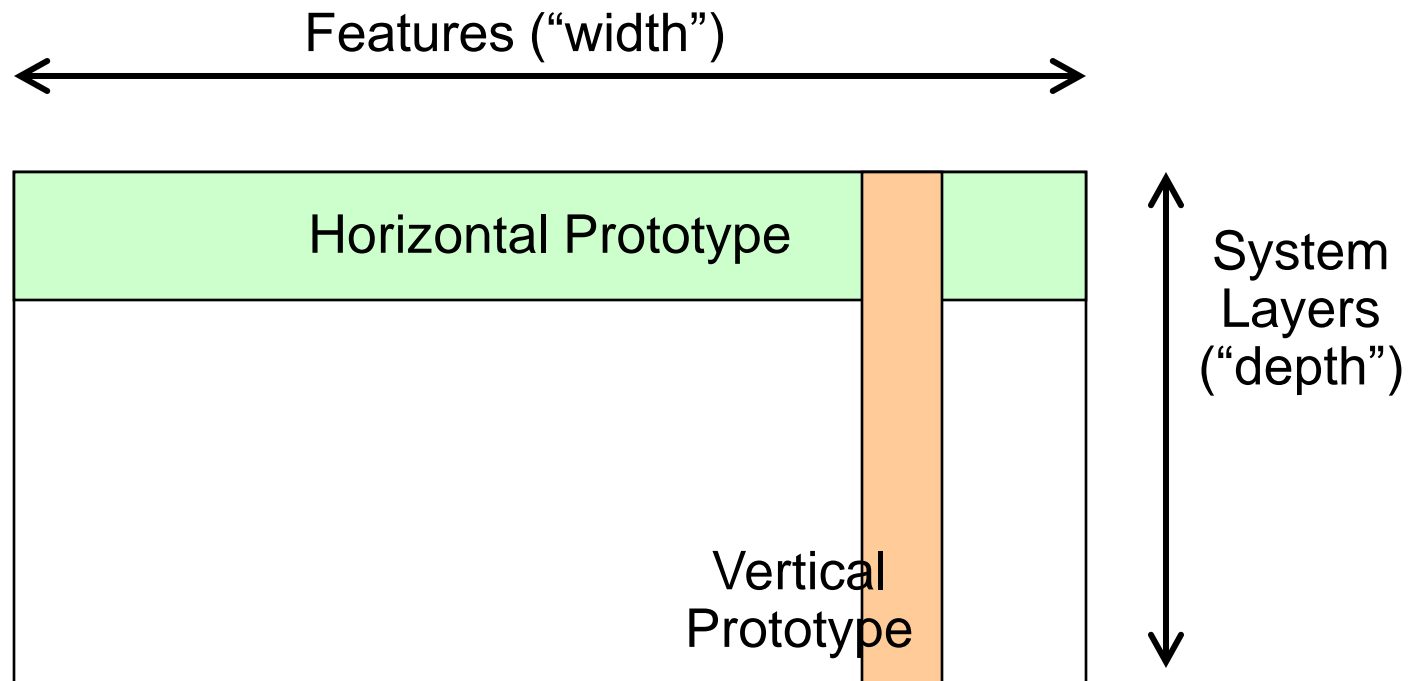 Features (“width”)
Horizontal Prototype
System
Layers
(“depth”)
Vertical
Prototype